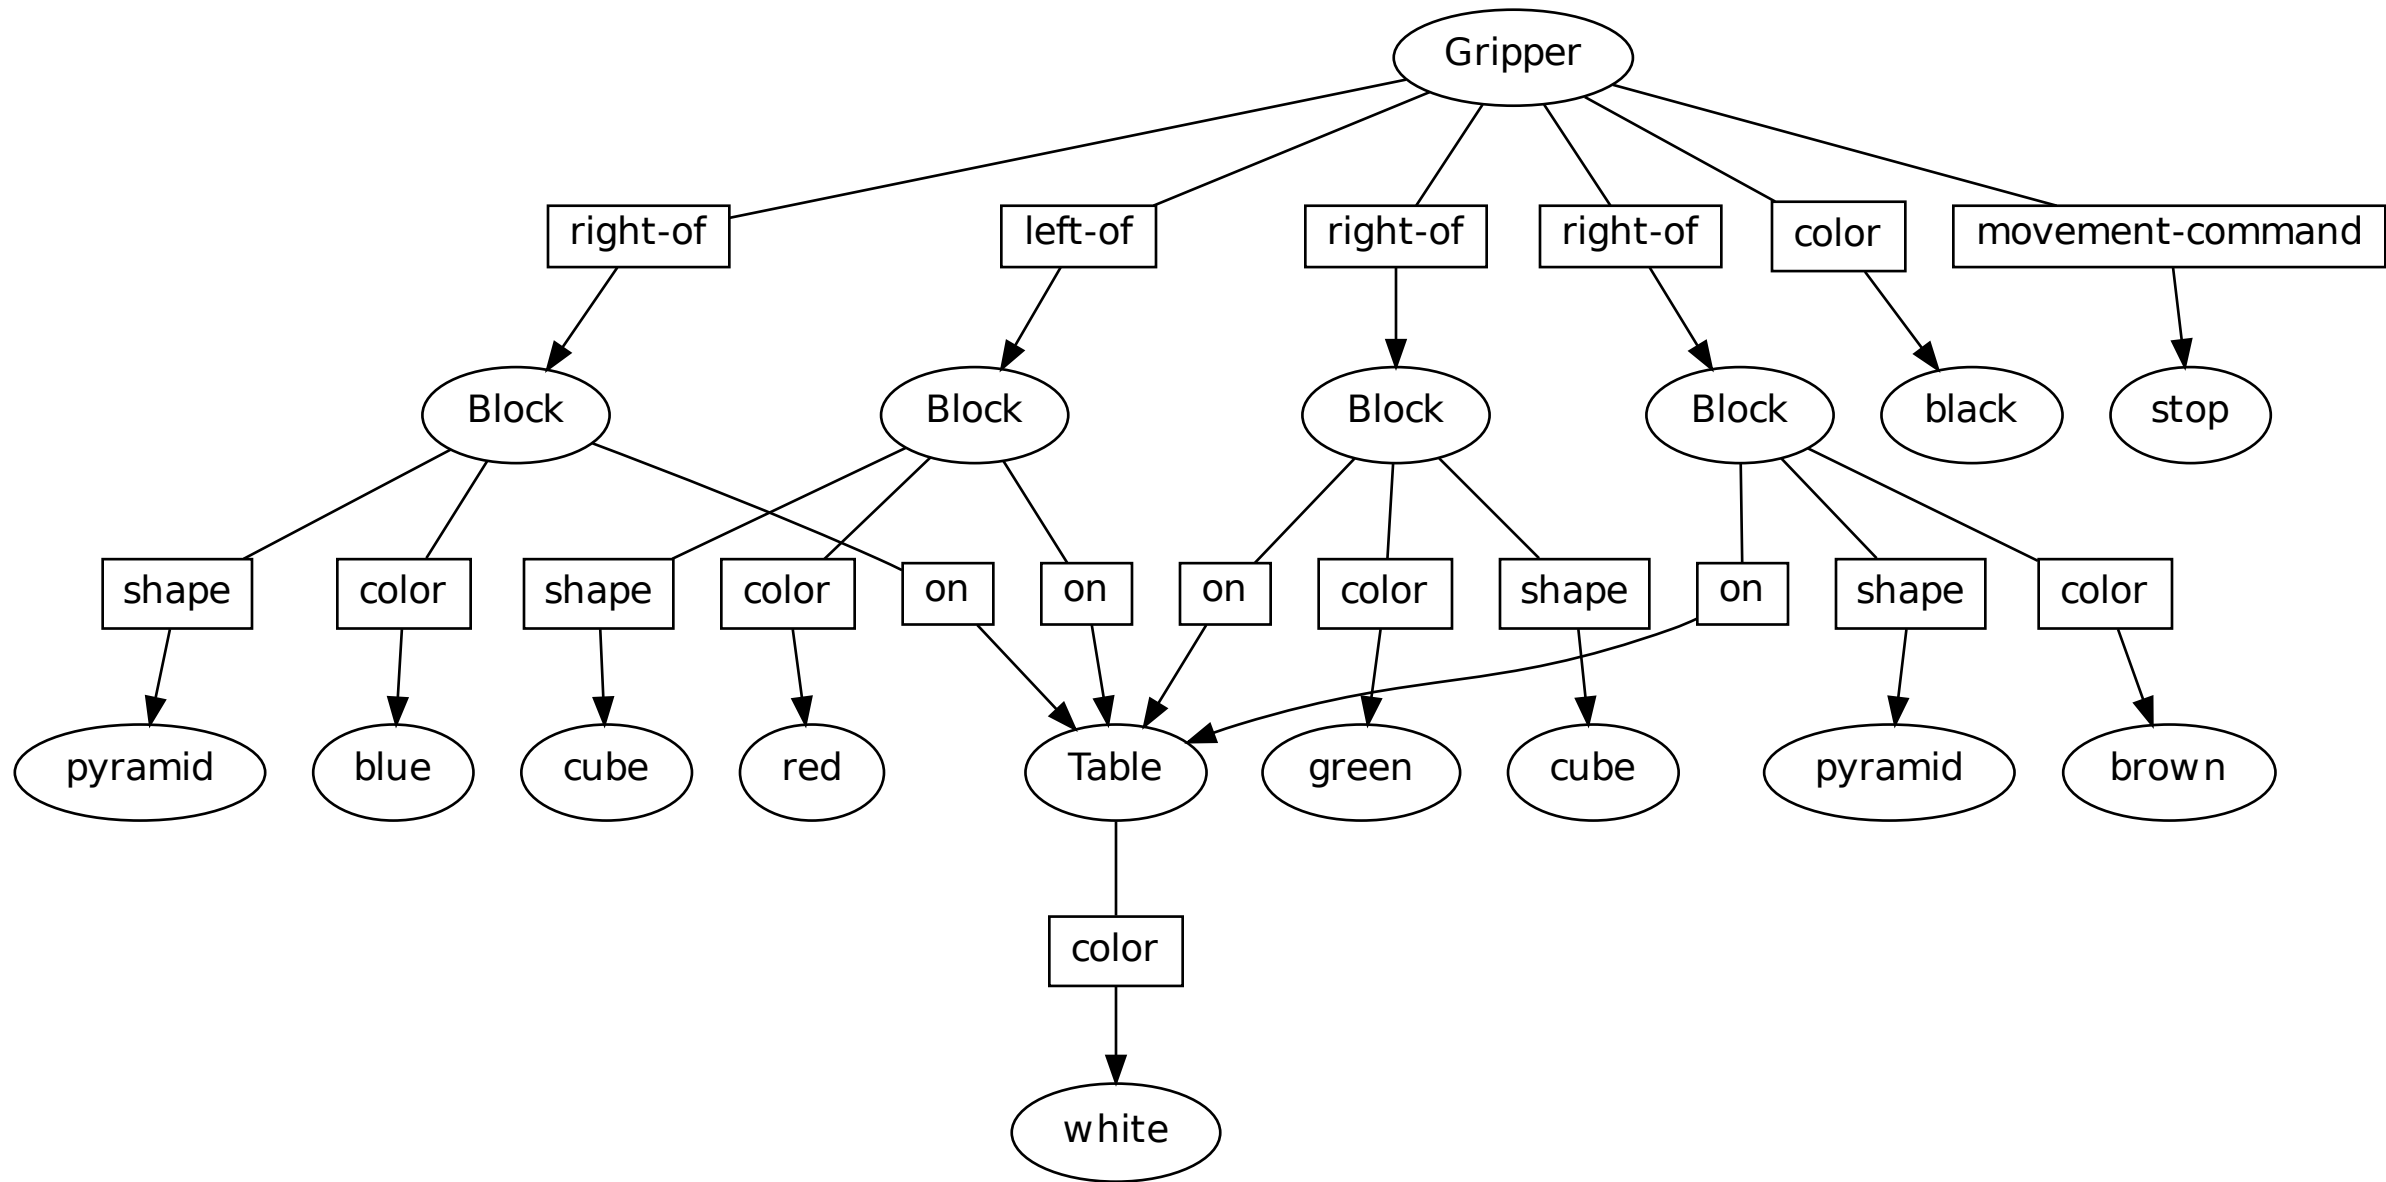 Gripper
right-of
left-of
right-of
right-of
color
movement-command
Block
Block
Block
Block
black
stop
shape
color
shape
color
on
on
on
color
shape
on
shape
color
pyramid
blue
cube
red
Table
green
cube
pyramid
brown
color
white